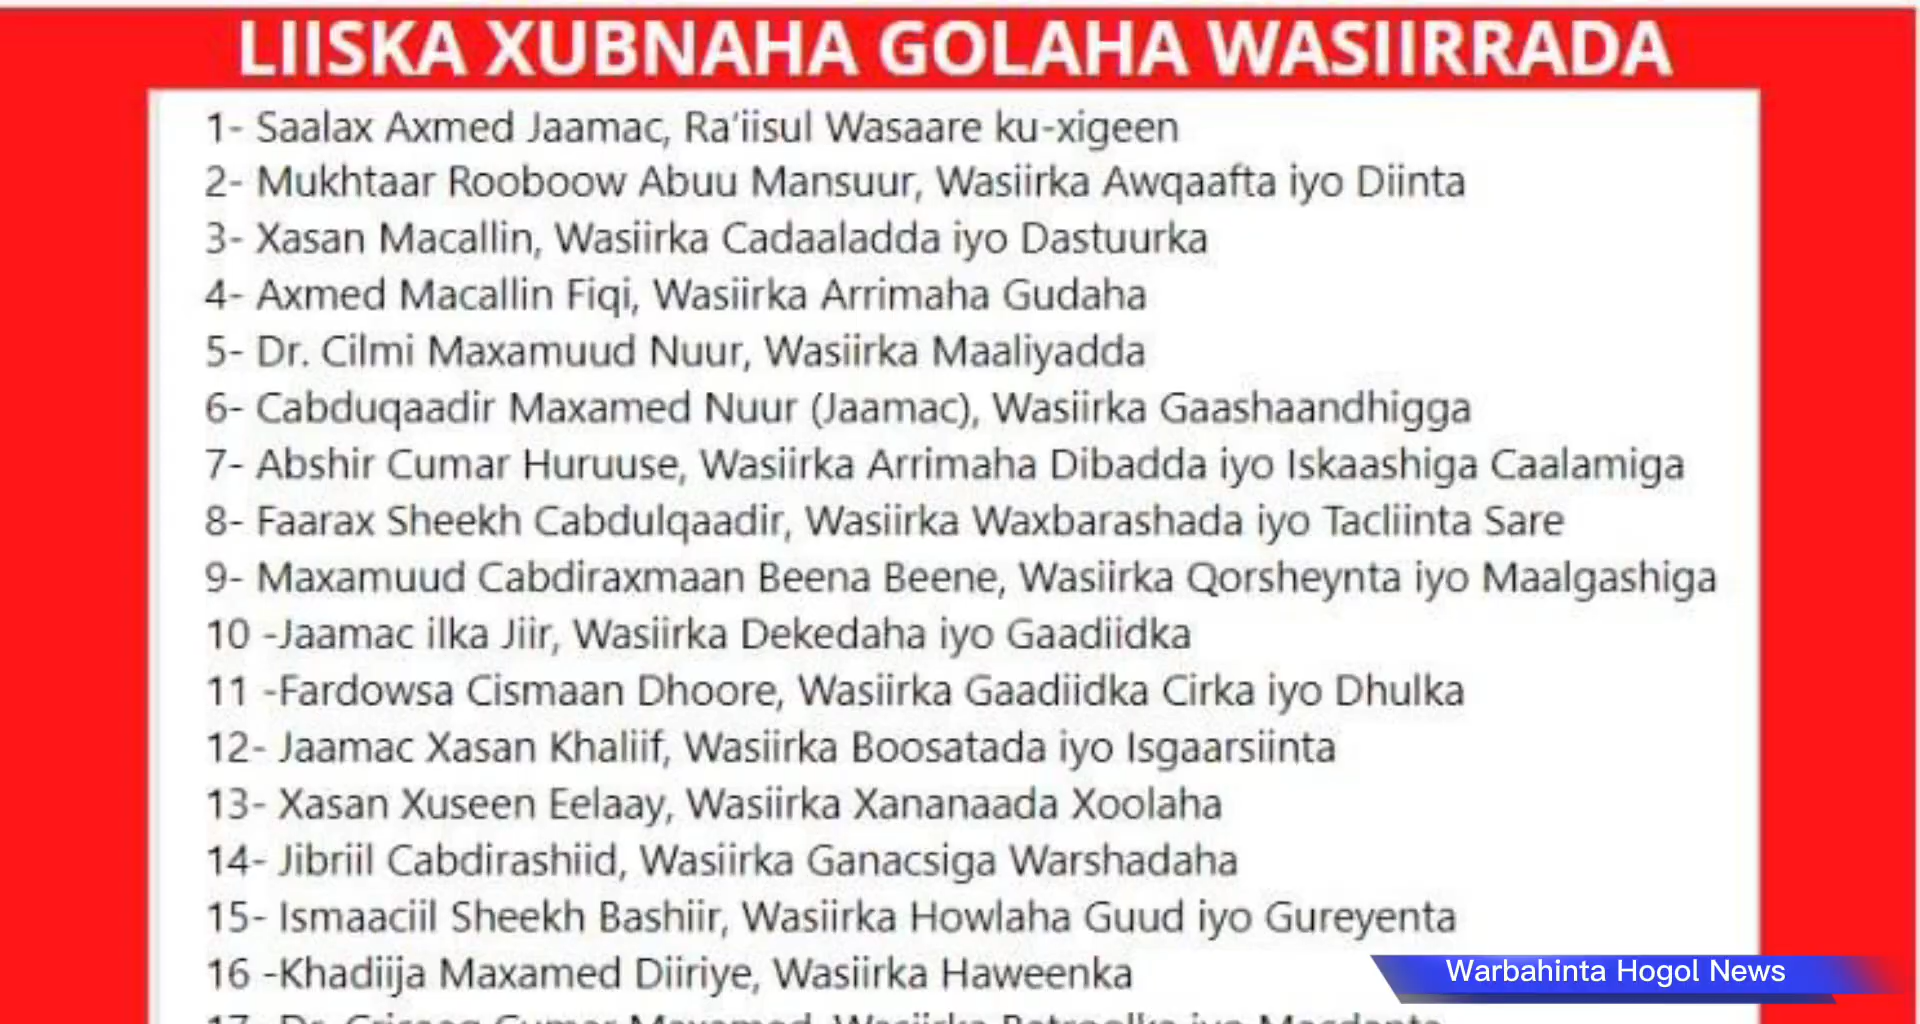 LIISKA XUBNAHA GOLAHA WASIIRRADA
1- Saalax Axmed Jaamac, Ra'iisul Wasaare ku-xigeen
2- Mukhtaar Rooboow Abuu Mansuur, Wasiirka Awqaafta iyo Diinta
3- Xasan Macallin, Wasiirka Cadaaladda iyo Dastuurka
4- Axmed Macallin Fiqi, Wasiirka Arrimaha Gudaha
5- Dr. Cilmi Maxamuud Nuur, Wasiirka Maaliyadda
6- Cabduqaadir Maxamed Nuur (Jaamac), Wasiirka Gaashaandhigga
7- Abshir Cumar Huruuse, Wasiirka Arrimaha Dibadda iyo Iskaashiga Caalamiga
8- Faarax Sheekh Cabdulqaadir, Wasiirka Waxbarashada iyo Tacliinta Sare
9- Maxamuud Cabdiraxmaan Beena Beene, Wasiirka Qorsheynta iyo Maalgashiga
10 -Jaamac ilka Jiir, Wasiirka Dekedaha iyo Gaadiidka
11 -Fardowsa Cismaan Dhoore, Wasiirka Gaadiidka Cirka iyo Dhulka
12- Jaamac Xasan Khaliif, Wasiirka Boosatada iyo Isgaarsiinta
13- Xasan Xuseen Eelaay, Wasiirka Xananaada Xoolaha
14- Jibriil Cabdirashiid, Wasiirka Ganacsiga Warshadaha
15- Ismaaciil Sheekh Bashiir, Wasiirka Howlaha Guud iyo Gureyenta
16 -Khadiija Maxamed Diiriye, Wasiirka Haweenka
Warbahinta Hogol News